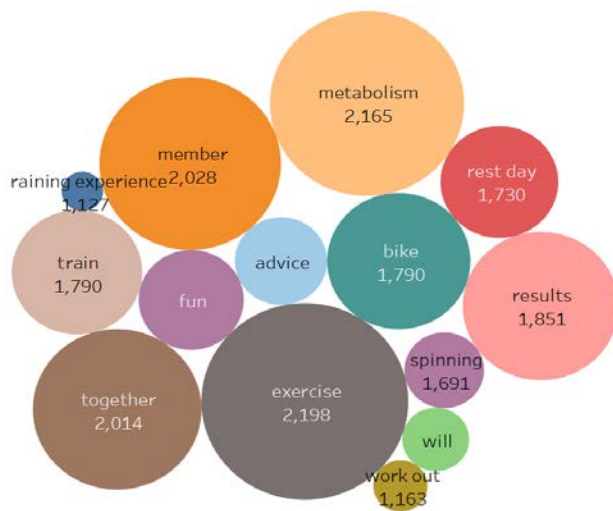 metabolism
2,165
member
2,028
rest day
1,730
raining experience
1,127
train
1,790
advice
bike
1,790
fun
results
1,851
spinning
1,691
together
2,014
exercise
2,198
will
work out
1,163